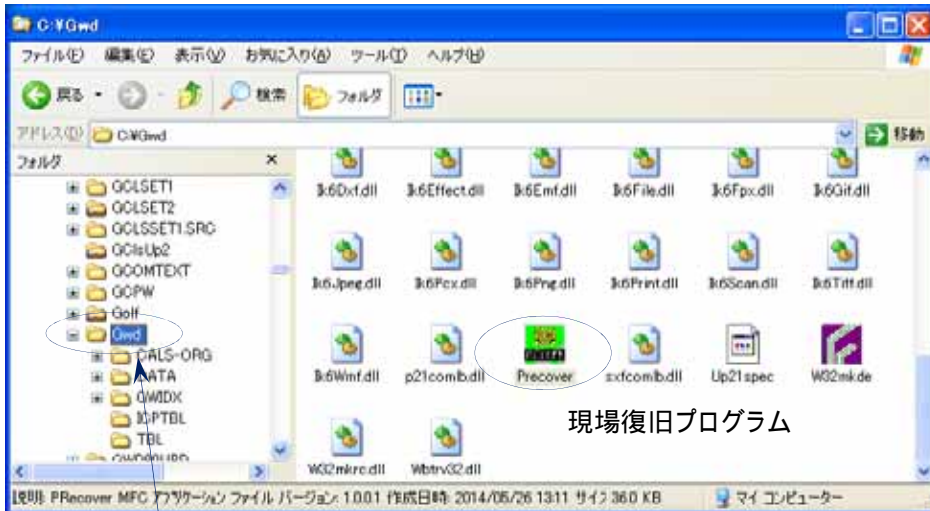 C:¥Gwd
ファイル(F) 編集(E) 表示(V) お気に入り(A) ツール(T) ヘルプ(H)
戻る 検索 フォルダ
アドレス(D) C:¥Gwd 移動
フォルダ ×
GCLSET1
GCLSET2
GCLSSET1.SRC
GClsUp2
GCOMTEXT
GCPW
Golf
Gwd
CALS-ORG
DATA
GWIDX
IGPTBL
TBL
Ik6Dxf.dll Ik6Effect.dll Ik6Emf.dll Ik6File.dll Ik6Fpx.dll Ik6Gif.dll
Ik6Jpeg.dll Ik6Pcx.dll Ik6Png.dll Ik6Print.dll Ik6Scan.dll Ik6Tiff.dll
Ik6Wmf.dll p21comlb.dll Precover sxfcomlb.dll Up21spec W32mkde
現場復旧プログラム
W32mkrc.dll Wbtrv32.dll
説明: PRecover MFC アプリケーション ファイル バージョン: 1.0.0.1 作成日時: 2014/05/26 13:11 サイズ: 36.0 KB マイ コンピューター